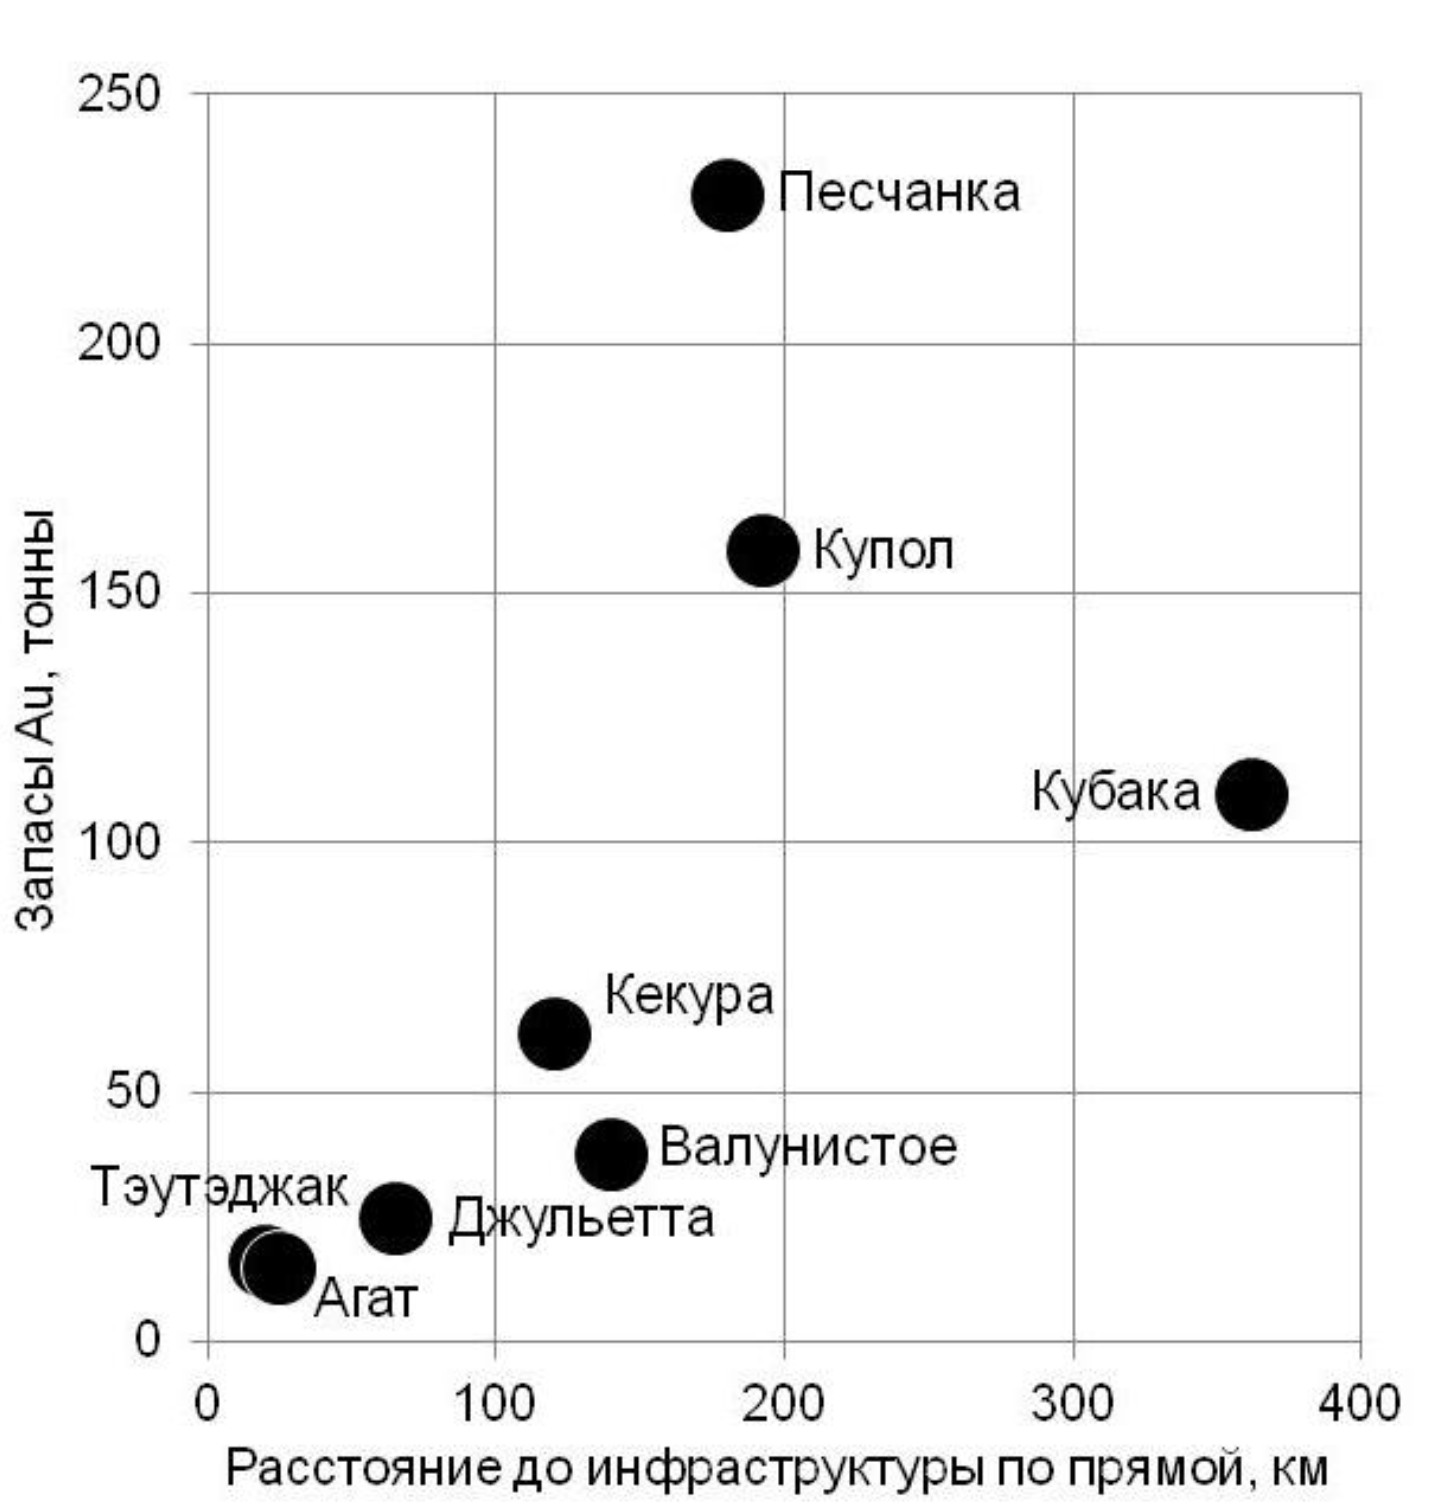 250
Песчанка
200
Купол
150
Кубака
100
Кекура
50
Валунистое
Тэутэджак
Джульетта
Агат
0
0 100 200 300 400
Расстояние до инфраструктуры по прямой, км
Запасы Au, тонны